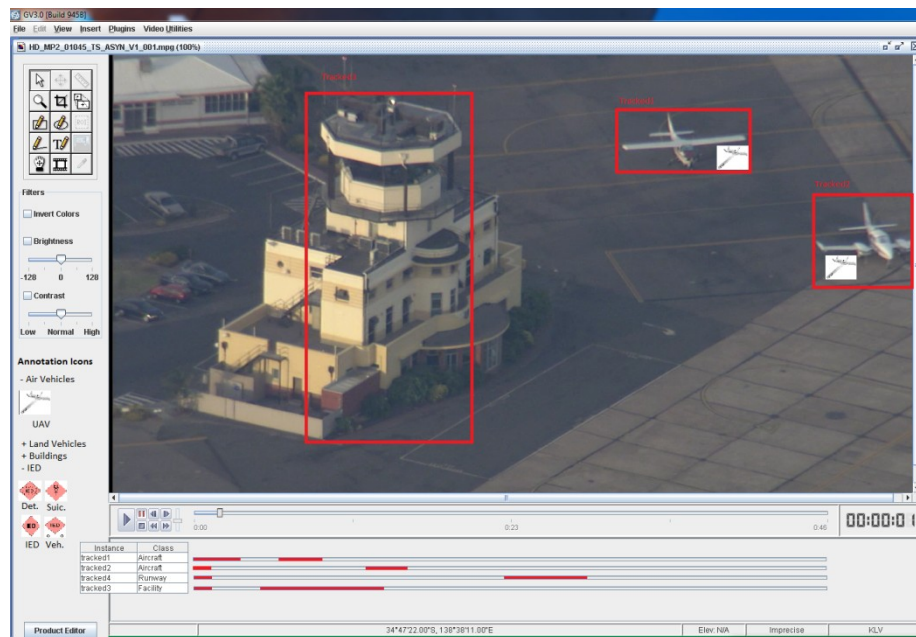 GV3.0 [Build 9458]
File Edit View Insert Plugins Video Utilities
HD_MP2_01045_TS_ASYN_V1_001.mpg (100%)
tracked1
Filters
Invert Colors
Brightness
-128 0 128
Contrast
Low Normal High
Annotation Icons
- Air Vehicles
UAV
+ Land Vehicles
+ Buildings
- IED
Det. Suic.
IED Veh.
0:00 0:23 0:46
00:00:01
Instance Class
tracked1 Aircraft
tracked2 Aircraft
tracked4 Runway
tracked3 Facility
Product Editor
34°47'22.00"S, 138°38'11.00"E
Elev: N/A
Imprecise
KLV